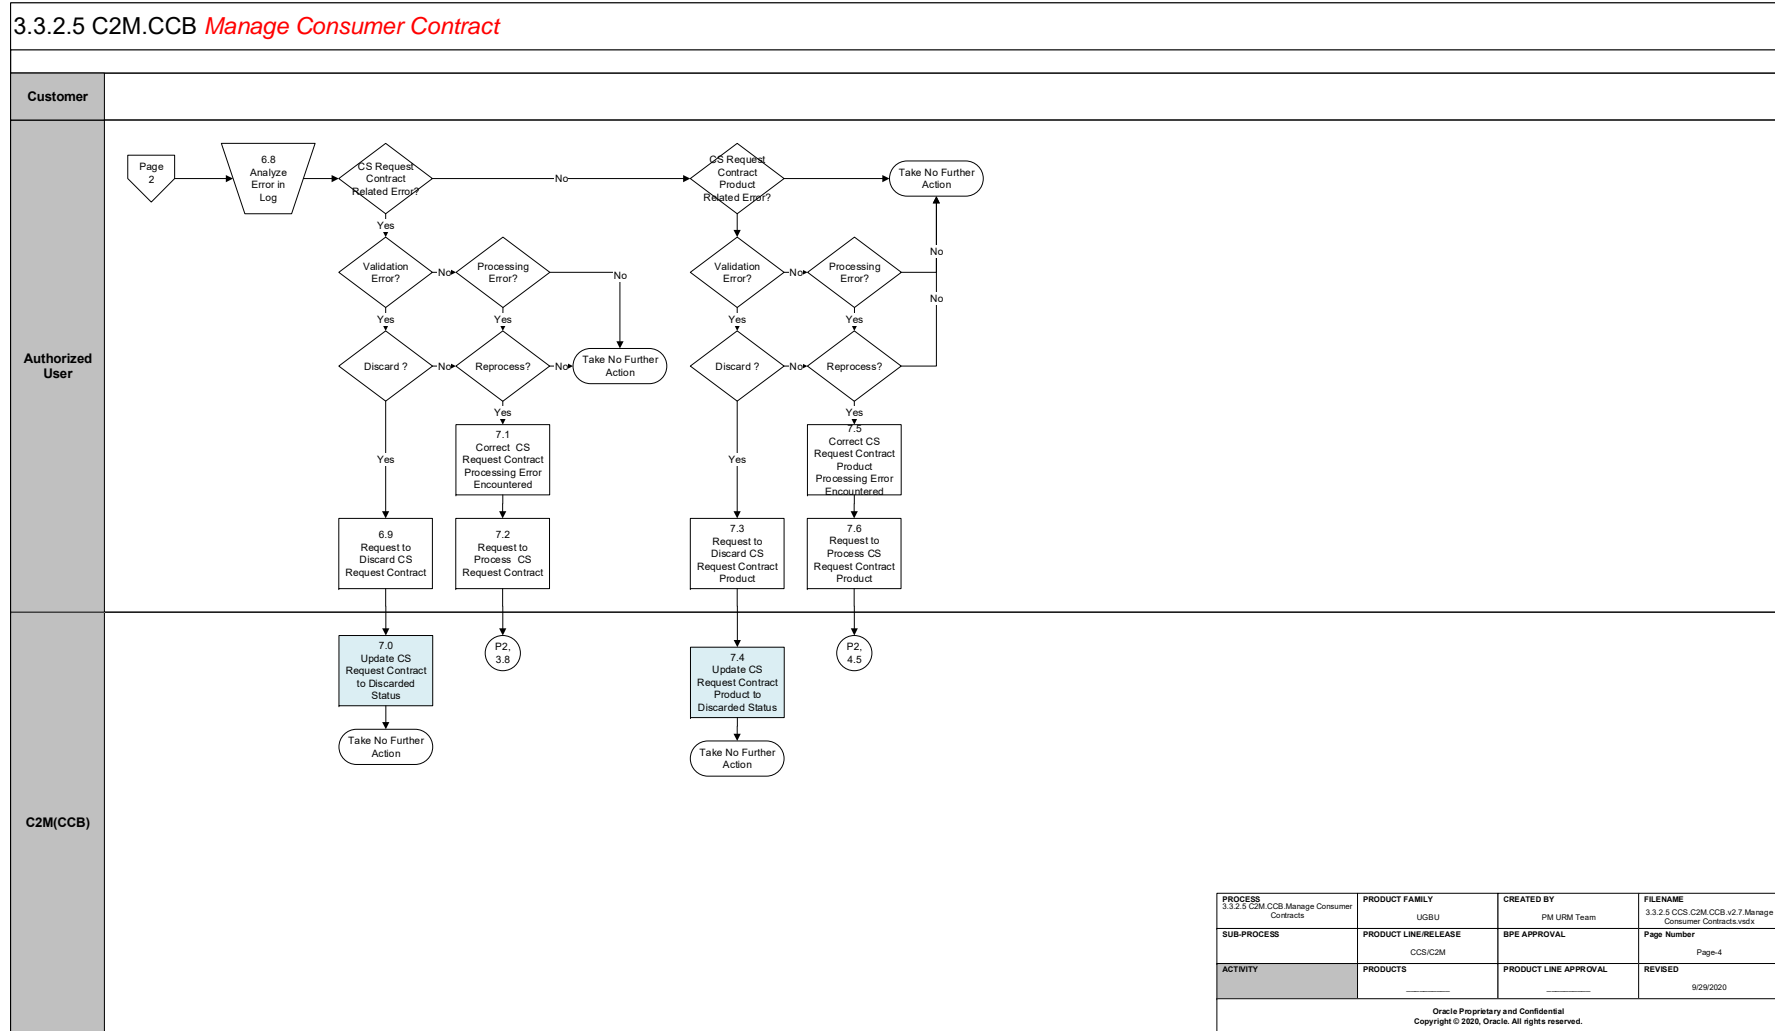 3.3.2.5 C2M.CCB Manage Consumer Contract
Customer
Authorized
User
C2M(CCB)
Page
2
6.8
Analyze
Error in
Log
CS Request
Contract
Related Error?
No
CS Request
Contract
Product
Related Error?
Take No Further
Action
Yes
Validation
Error?
No
Processing
Error?
No
Validation
Error?
No
Processing
Error?
No
No
Yes
Yes
Yes
Yes
Discard ?
No
Reprocess?
No
Take No Further
Action
Discard ?
No
Reprocess?
Yes
Yes
7.1
Correct CS
Request Contract
Processing Error
Encountered
7.5
Correct CS
Request Contract
Product
Processing Error
Encountered
Yes
Yes
6.9
Request to
Discard CS
Request Contract
7.2
Request to
Process CS
Request Contract
7.3
Request to
Discard CS
Request Contract
Product
7.6
Request to
Process CS
Request Contract
Product
7.0
Update CS
Request Contract
to Discarded
Status
P2,
3.8
7.4
Update CS
Request Contract
Product to
Discarded Status
P2,
4.5
Take No Further
Action
Take No Further
Action
PROCESS
3.3.2.5 C2M.CCB.Manage Consumer
Contracts
PRODUCT FAMILY
UGBU
CREATED BY
PM URM Team
FILENAME
3.3.2.5 CCS.C2M.CCB.v2.7.Manage
Consumer Contracts.vsdx
SUB-PROCESS
PRODUCT LINE/RELEASE
CCS/C2M
BPE APPROVAL
Page Number
Page-4
ACTIVITY
PRODUCTS
PRODUCT LINE APPROVAL
REVISED
9/29/2020
Oracle Proprietary and Confidential
Copyright © 2020, Oracle. All rights reserved.